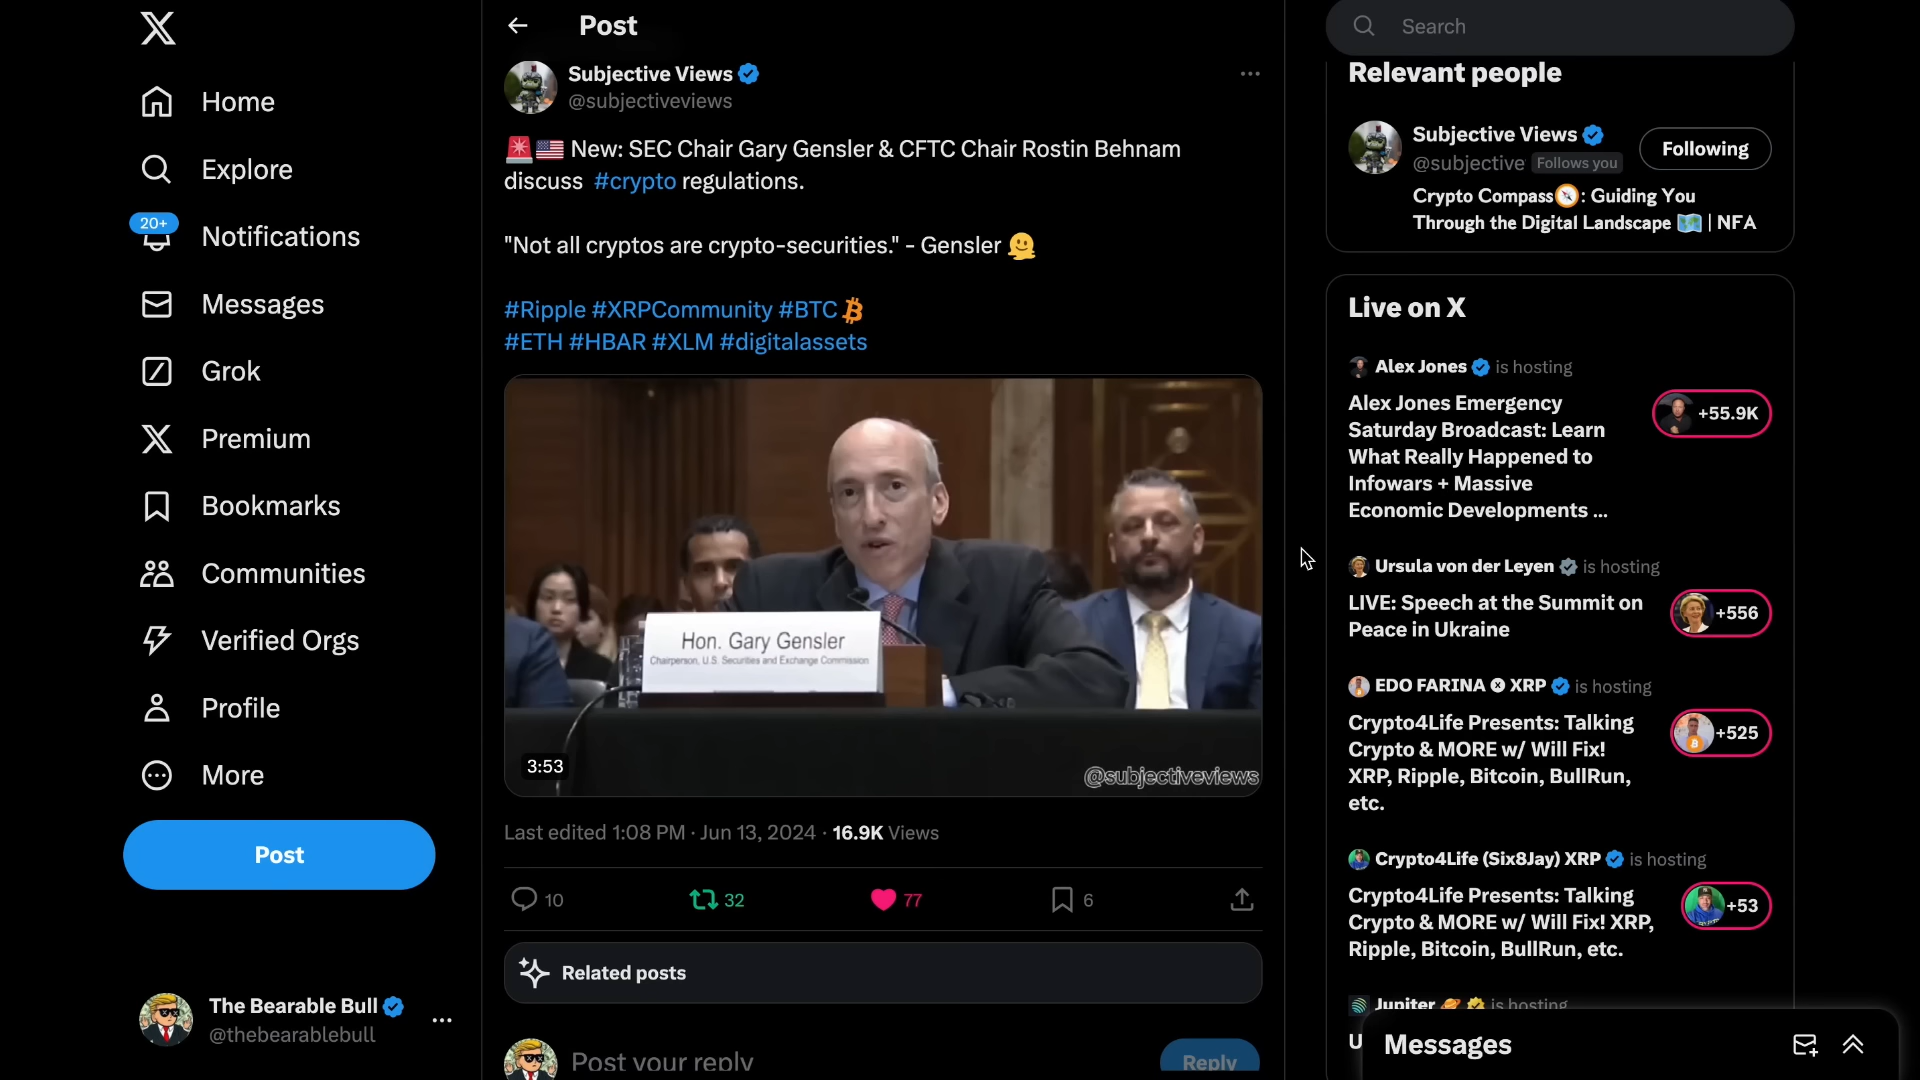 Home
Explore
20+
Notifications
Messages
Grok
Premium
Bookmarks
Communities
Verified Orgs
Profile
More
Post
The Bearable Bull
@thebearablebull
Post
Subjective Views
@subjectiveviews
New: SEC Chair Gary Gensler & CFTC Chair Rostin Behnam
discuss #crypto regulations.
"Not all cryptos are crypto-securities." - Gensler
#Ripple #XRPCommunity #BTC
#ETH #HBAR #XLM #digitalassets
Hon. Gary Gensler
Chairperson, U.S. Securities and Exchange Commission
3:53
@subjectiveviews
Last edited 1:08 PM · Jun 13, 2024 · 16.9K Views
10 32 77 6
Related posts
Post your reply
Reply
Search
Relevant people
Subjective Views
@subjective Follows you
Following
Crypto Compass: Guiding You
Through the Digital Landscape | NFA
Live on X
Alex Jones is hosting
Alex Jones Emergency
Saturday Broadcast: Learn
What Really Happened to
Infowars + Massive
Economic Developments ...
+55.9K
Ursula von der Leyen is hosting
LIVE: Speech at the Summit on
Peace in Ukraine
+556
EDO FARINA XRP is hosting
Crypto4Life Presents: Talking
Crypto & MORE w/ Will Fix!
XRP, Ripple, Bitcoin, BullRun,
etc.
+525
Crypto4Life (Six8Jay) XRP is hosting
Crypto4Life Presents: Talking
Crypto & MORE w/ Will Fix! XRP,
Ripple, Bitcoin, BullRun, etc.
+53
Jupiter is hosting
U
Messages